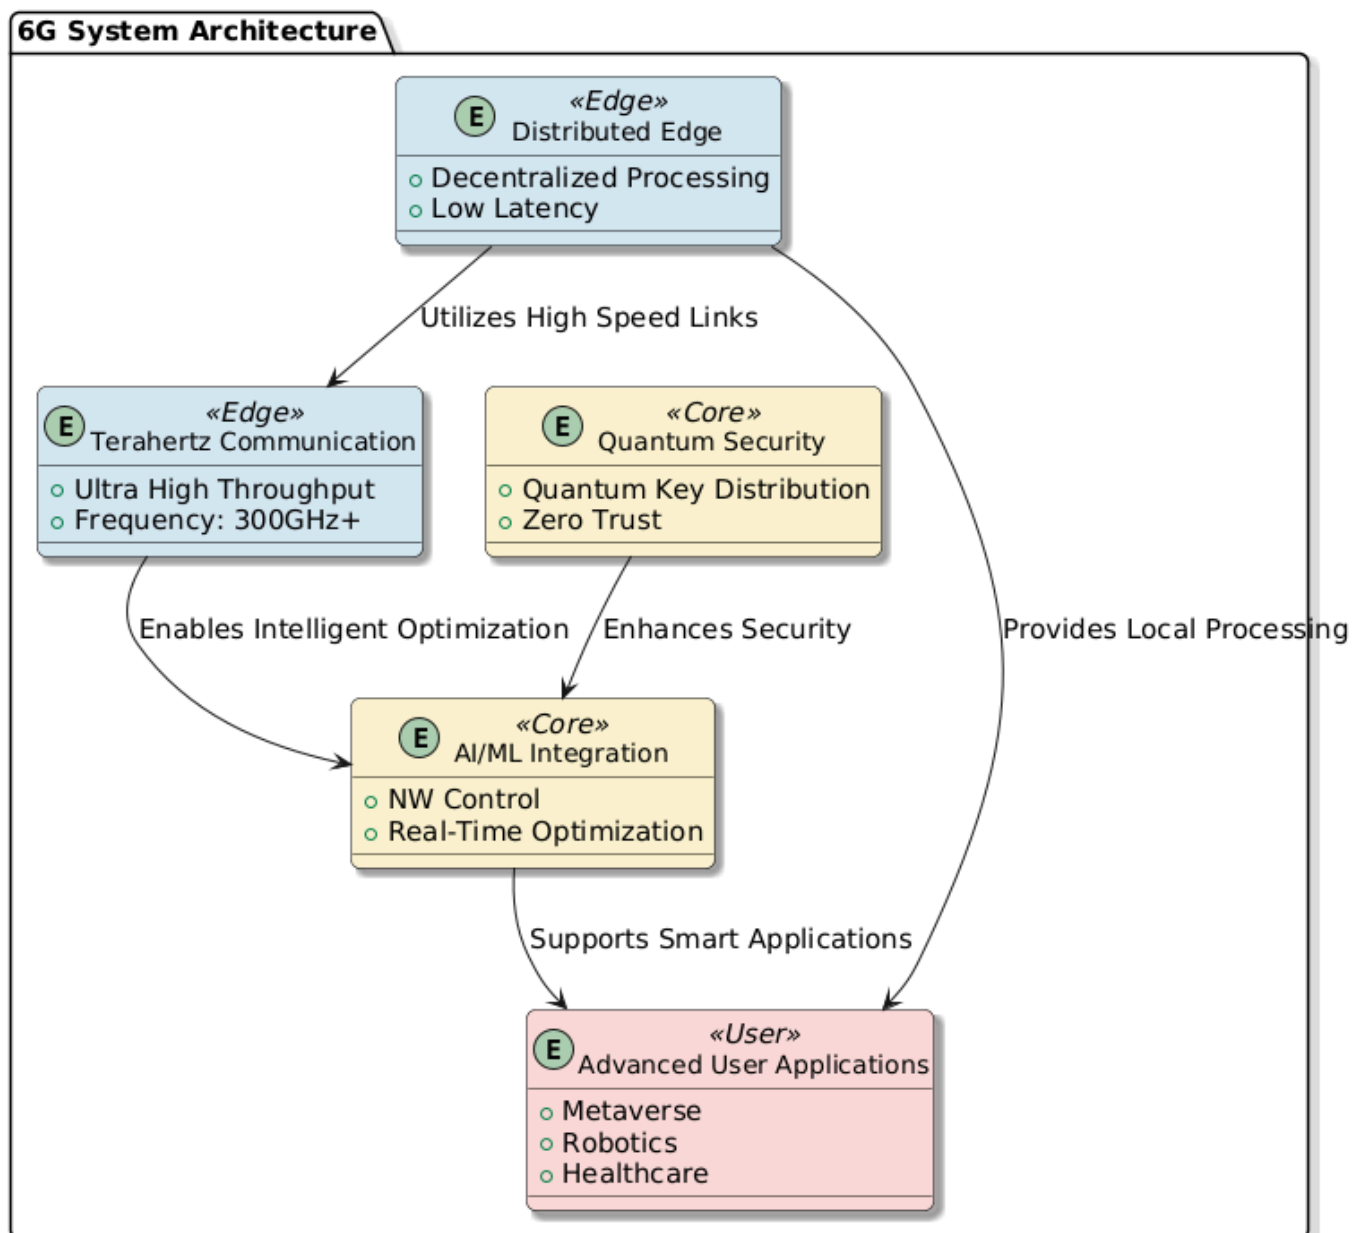 6G System Architecture
«Edge»
E
Distributed Edge
Decentralized Processing
Low Latency
Utilizes High Speed Links
«Edge»
E
Terahertz Communication
Ultra High Throughput
Frequency: 300GHz+
«Core»
E
Quantum Security
Quantum Key Distribution
Zero Trust
Enables Intelligent Optimization
Enhances Security
Provides Local Processing
«Core»
E
AI/ML Integration
NW Control
Real-Time Optimization
Supports Smart Applications
«User»
E
Advanced User Applications
Metaverse
Robotics
Healthcare